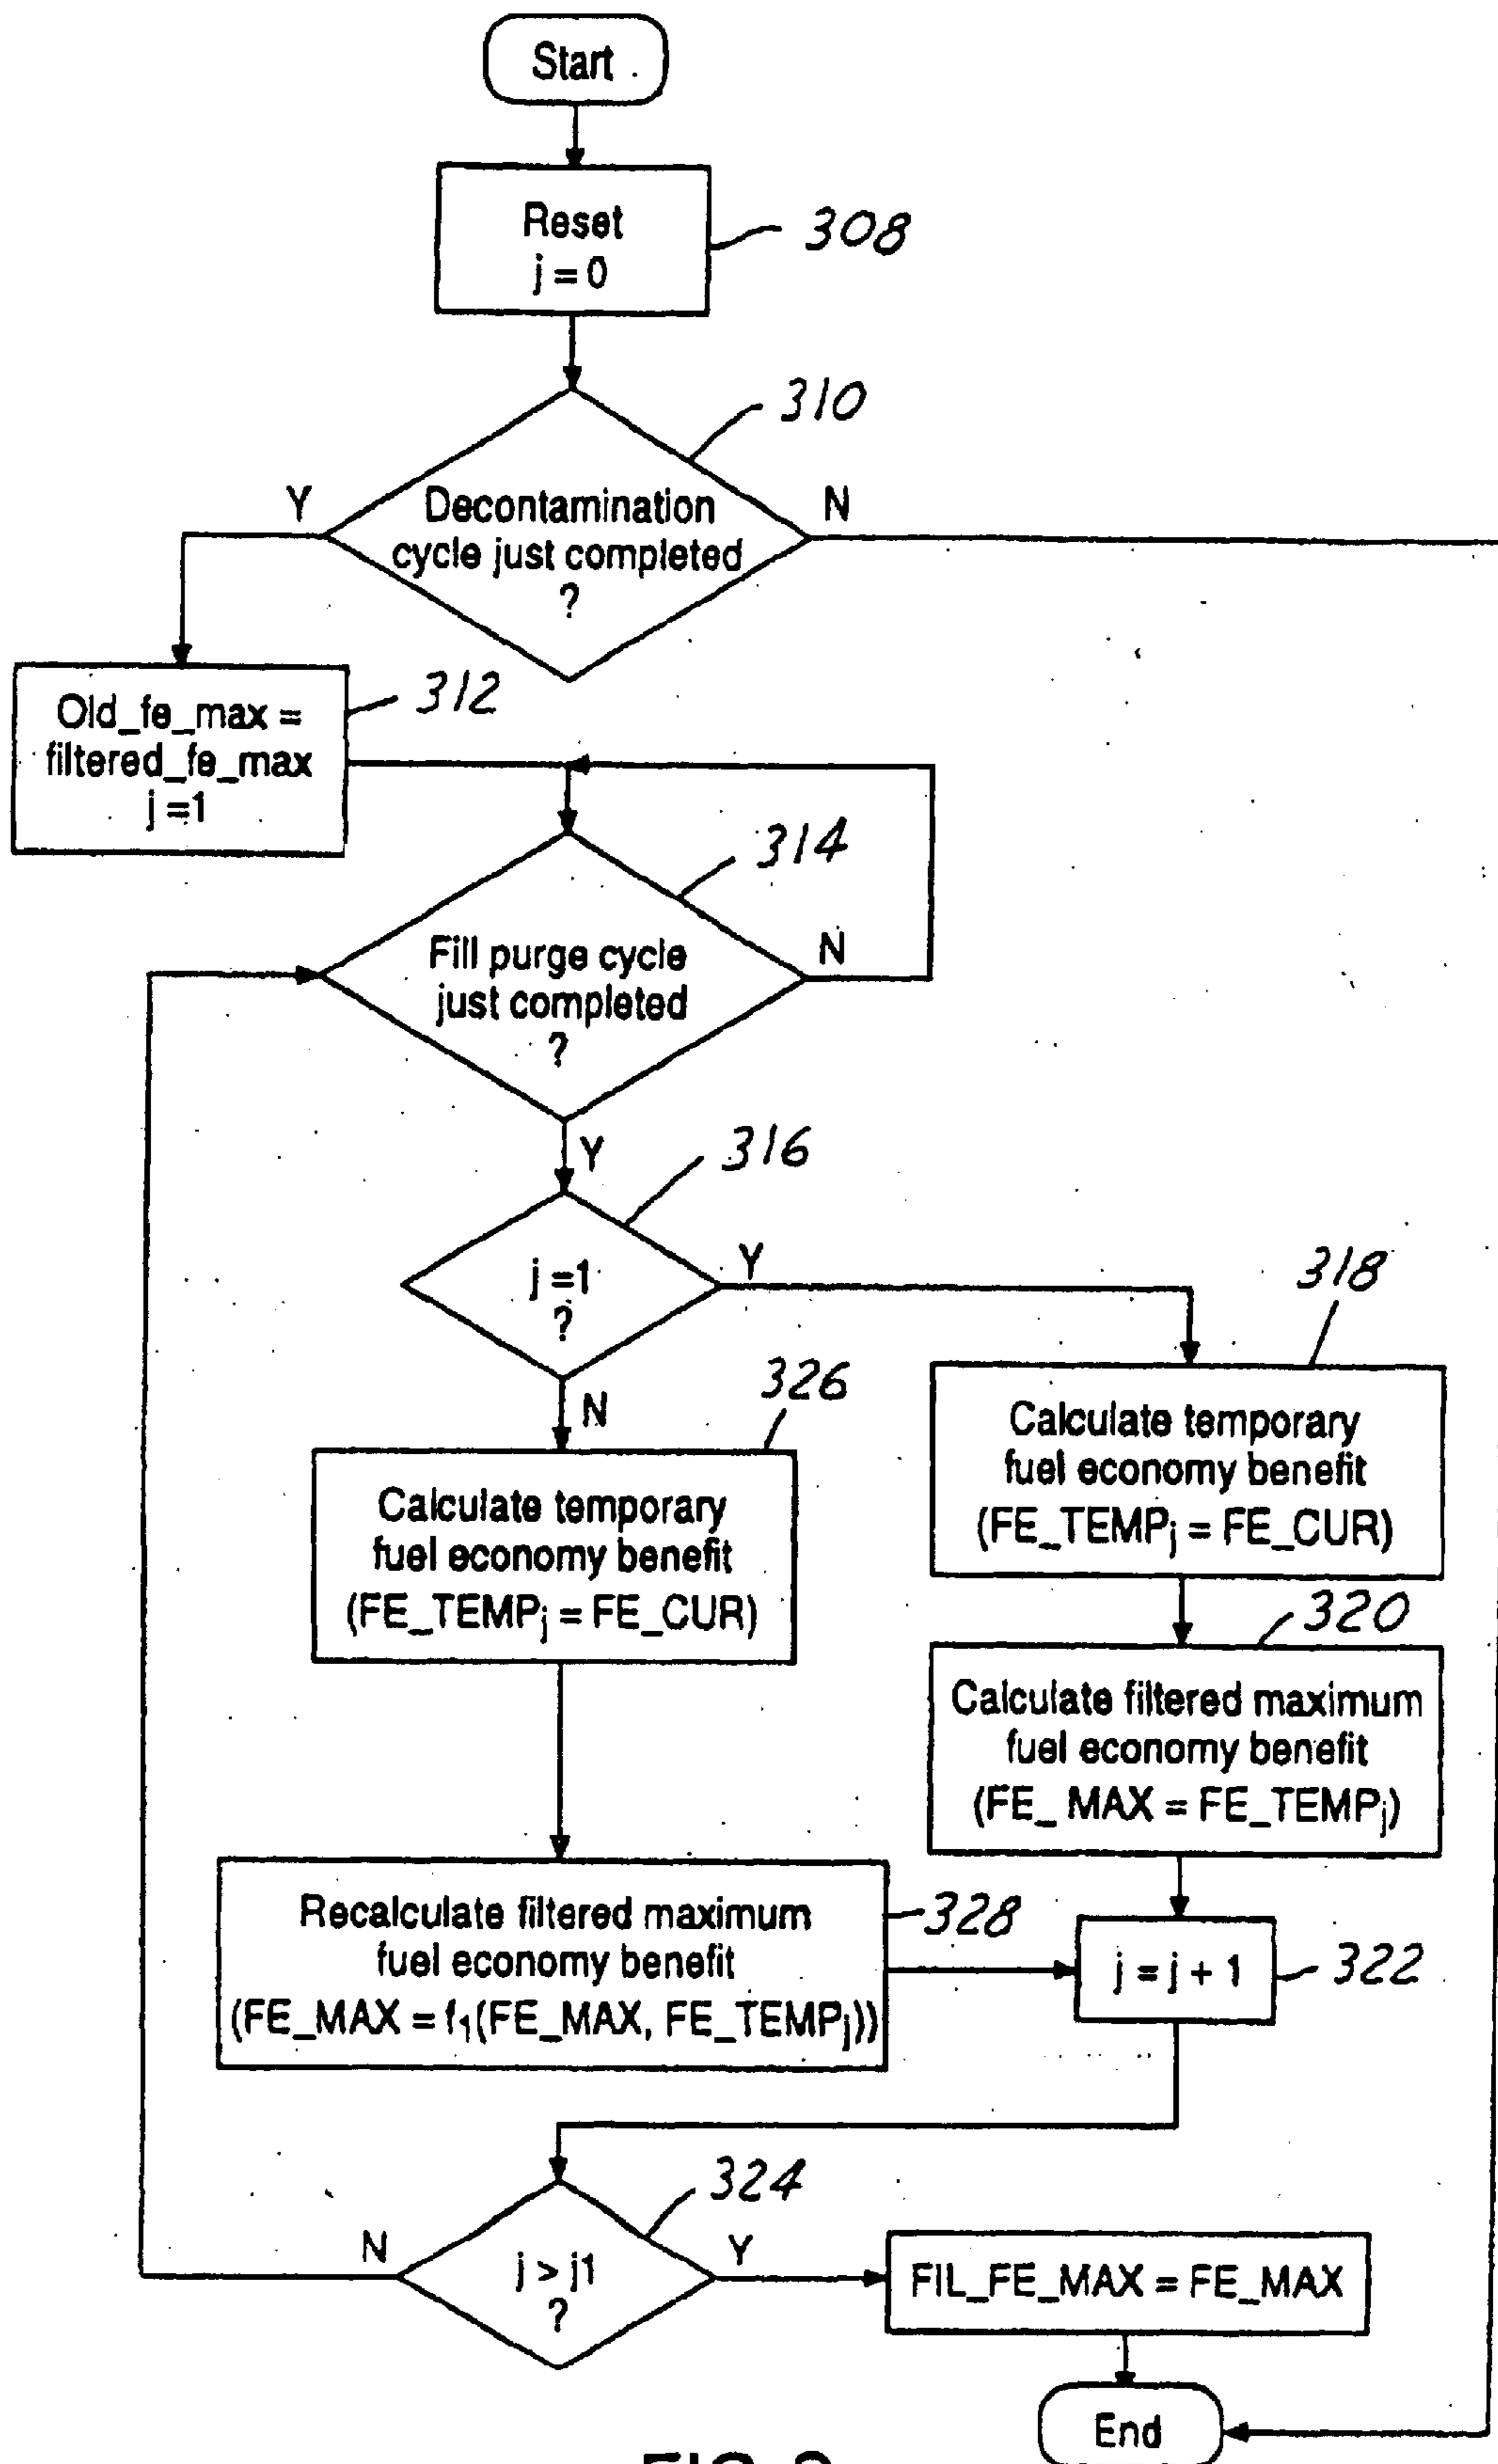 Start
Reset
j = 0
308
310
Y
Decontamination
cycle just completed
?
N
Old_fe_max =
filtered_fe_max
j =1
312
314
Fill purge cycle
just completed
?
N
Y
316
j =1
?
Y
N
318
326
Calculate temporary
fuel economy benefit
(FE_TEMPj = FE_CUR)
Calculate temporary
fuel economy benefit
(FE_TEMPj = FE_CUR)
320
Calculate filtered maximum
fuel economy benefit
(FE_ MAX = FE_TEMPj)
Recalculate filtered maximum
fuel economy benefit
(FE_MAX = f1(FE_MAX, FE_TEMPj))
328
j = j + 1
322
324
N
j > j1
?
Y
FIL_FE_MAX = FE_MAX
End